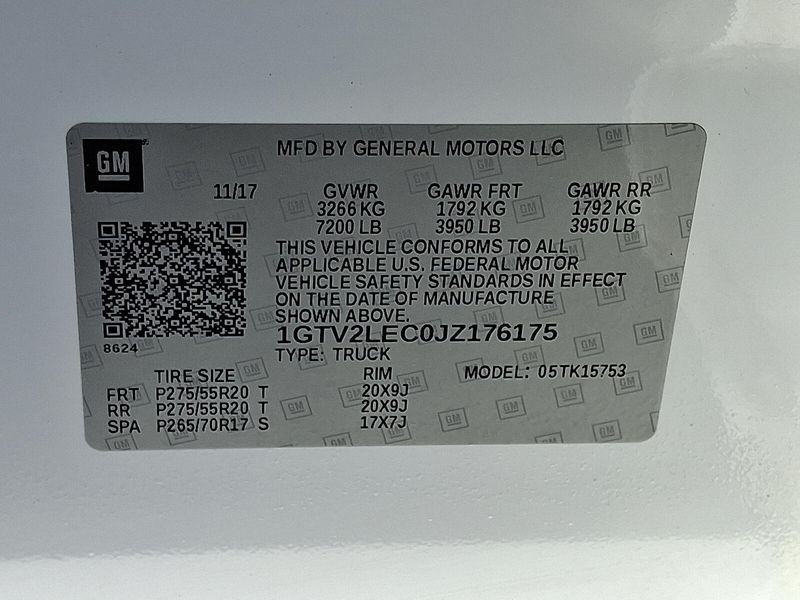 GM
MFD BY GENERAL MOTORS LLC
11/17 GVWR GAWR FRT GAWR RR
3266 KG 1792 KG 1792 KG
7200 LB 3950 LB 3950 LB
THIS VEHICLE CONFORMS TO ALL
APPLICABLE U.S. FEDERAL MOTOR
VEHICLE SAFETY STANDARDS IN EFFECT
ON THE DATE OF MANUFACTURE
SHOWN ABOVE.
1GTV2LEC0JZ176175
8624
TYPE: TRUCK
TIRE SIZE RIM MODEL: 05TK15753
FRT P275/55R20 T 20X9J
RR P275/55R20 T 20X9J
SPA P265/70R17 S 17X7J